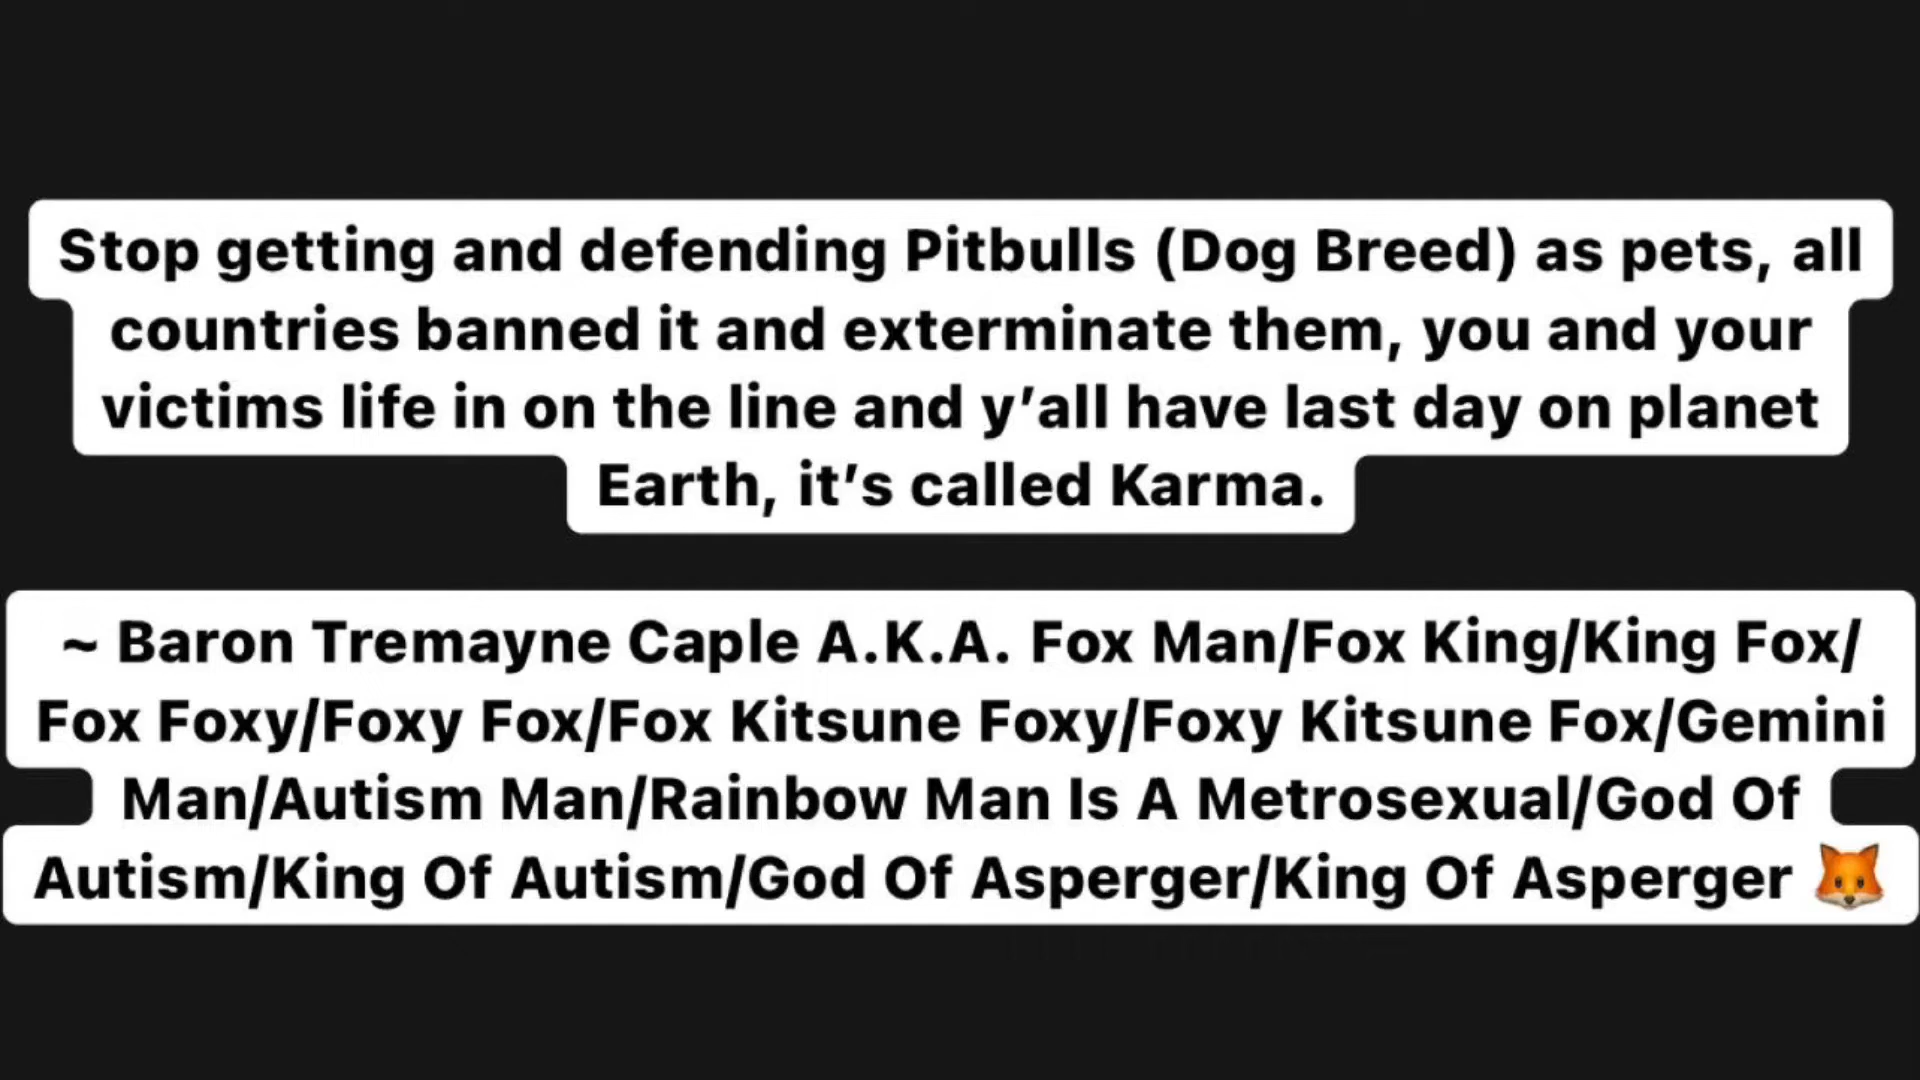 Stop getting and defending Pitbulls (Dog Breed) as pets, all
countries banned it and exterminate them, you and your
victims life in on the line and y’all have last day on planet
Earth, it’s called Karma.
~ Baron Tremayne Caple A.K.A. Fox Man/Fox King/King Fox/
Fox Foxy/Foxy Fox/Fox Kitsune Foxy/Foxy Kitsune Fox/Gemini
Man/Autism Man/Rainbow Man Is A Metrosexual/God Of
Autism/King Of Autism/God Of Asperger/King Of Asperger 🦊